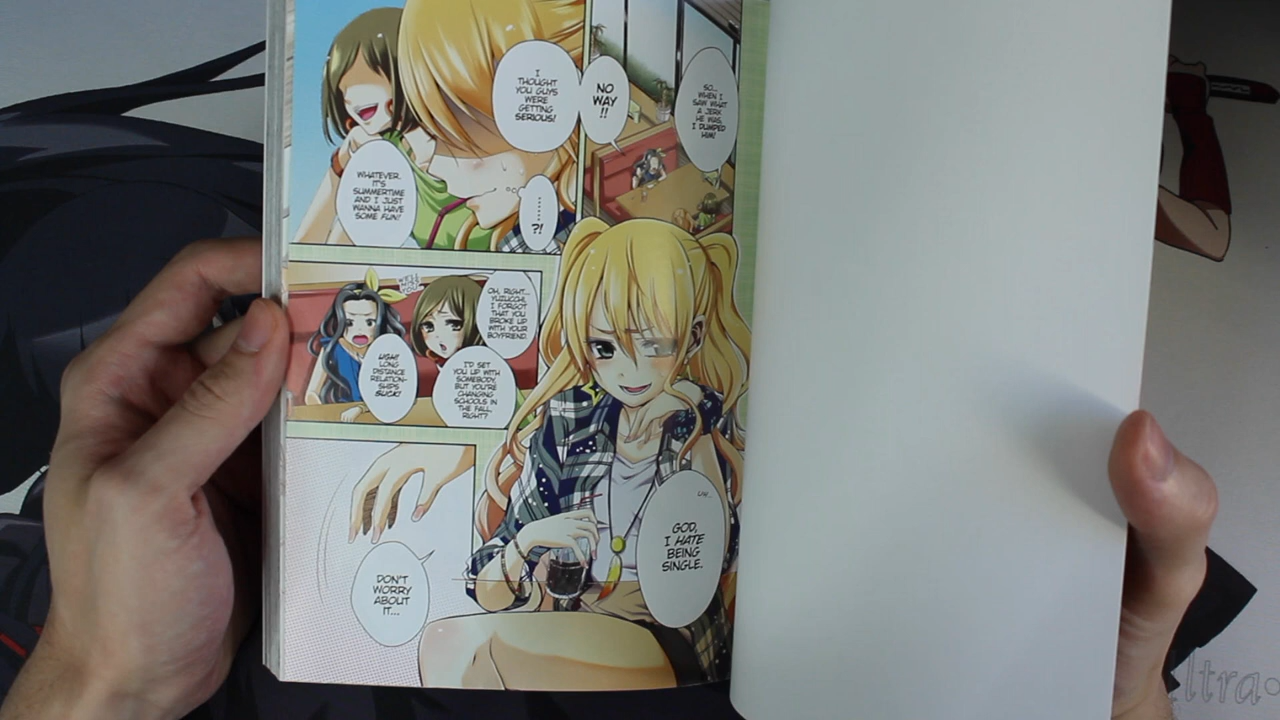 SO...
WHEN I
SAW WHAT
A JERK
HE WAS,
I DUMPED
HIM!
NO
WAY
!!
I
THOUGHT
YOU GUYS
WERE
GETTING
SERIOUS!
WHATEVER.
IT'S
SUMMERTIME
AND I JUST
WANNA HAVE
SOME FUN!
......
?!
OH, RIGHT...
YUZUCCHI,
I FORGOT
THAT YOU
BROKE UP
WITH YOUR
BOYFRIEND.
I'D SET
YOU UP WITH
SOMEBODY,
BUT YOU'RE
CHANGING
SCHOOLS IN
THE FALL,
RIGHT?
UGH!
LONG
DISTANCE
RELATION-
SHIPS
SUCK!
UH...
GOD,
I HATE
BEING
SINGLE.
DON'T
WORRY
ABOUT
IT...
ltra